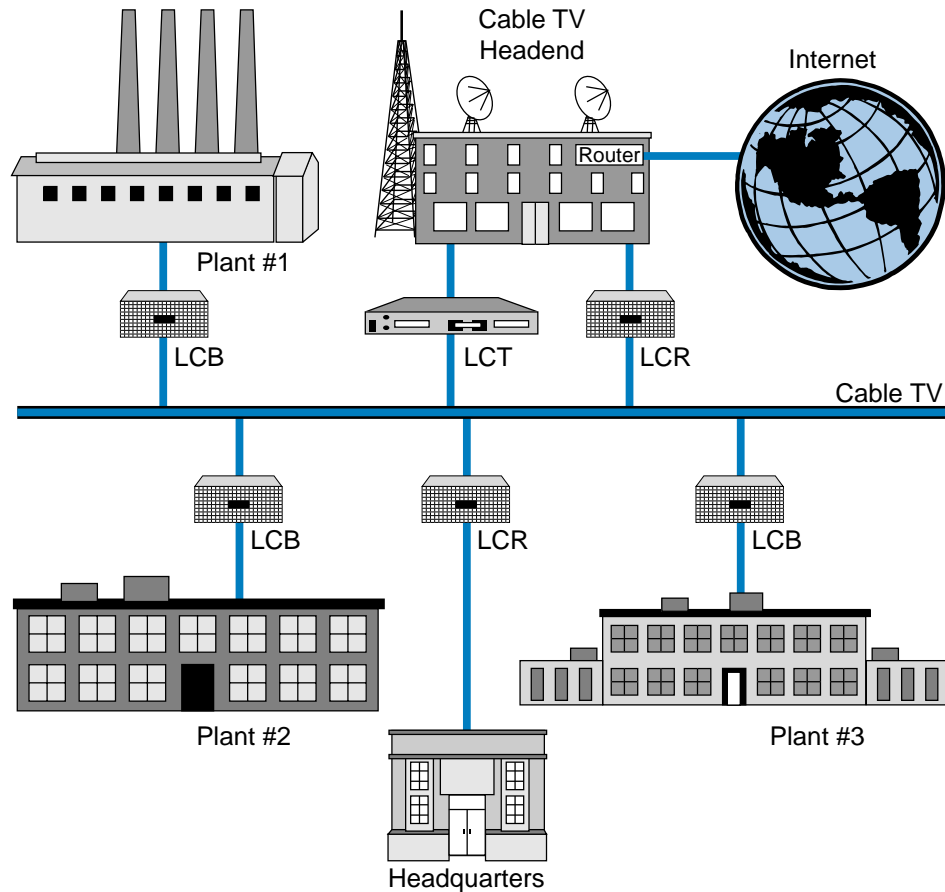 Cable TV
Headend
Internet
Router
Plant #1
LCB
LCT
LCR
Cable TV
LCB
LCR
LCB
Plant #2
Plant #3
Headquarters